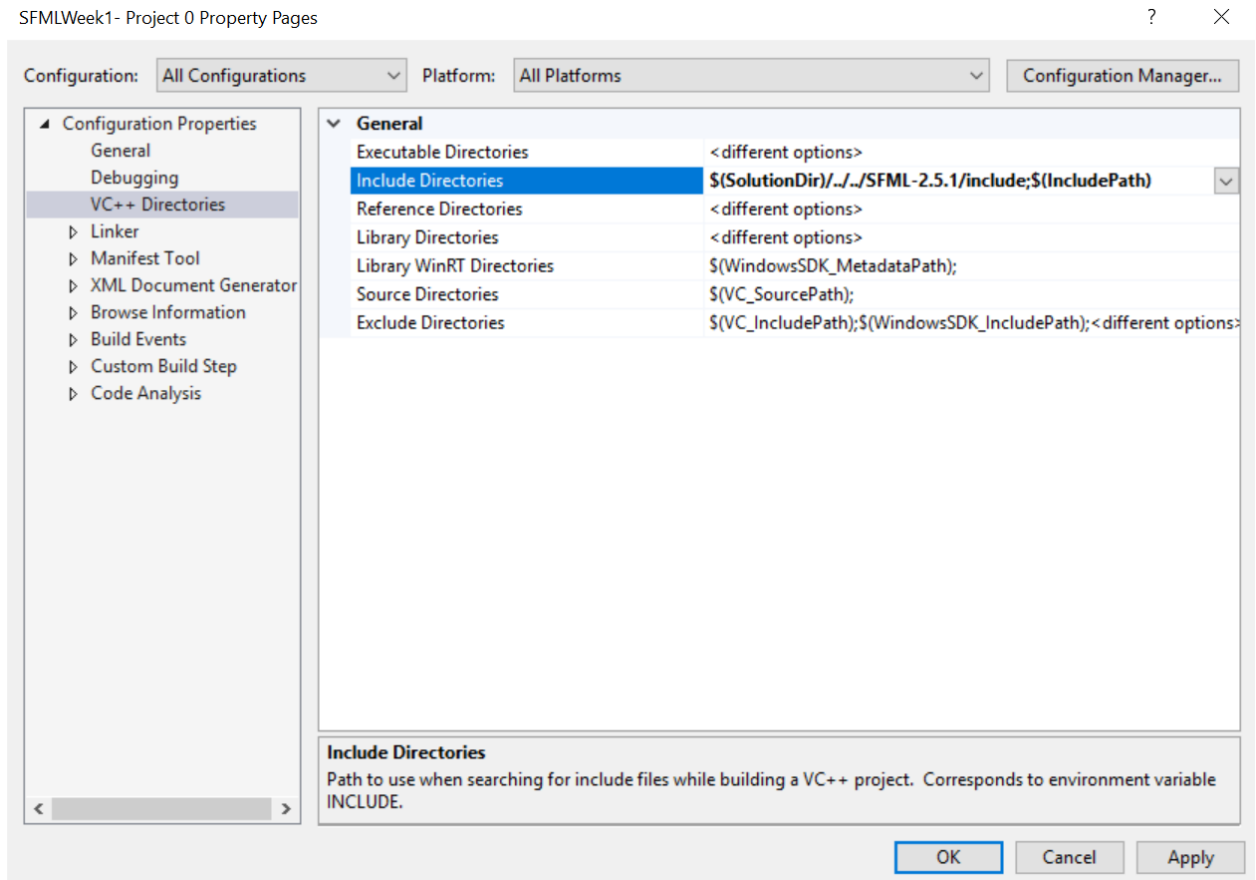 SFMLWeek1- Project 0 Property Pages
?
Configuration: All Configurations Platform: All Platforms Configuration Manager...
Configuration Properties
General
Debugging
VC++ Directories
Linker
Manifest Tool
XML Document Generator
Browse Information
Build Events
Custom Build Step
Code Analysis
General
Executable Directories <different options>
Include Directories $(SolutionDir)/../../SFML-2.5.1/include;$(IncludePath)
Reference Directories <different options>
Library Directories <different options>
Library WinRT Directories $(WindowsSDK_MetadataPath);
Source Directories $(VC_SourcePath);
Exclude Directories $(VC_IncludePath);$(WindowsSDK_IncludePath);<different options>
Include Directories
Path to use when searching for include files while building a VC++ project. Corresponds to environment variable
INCLUDE.
OK Cancel Apply